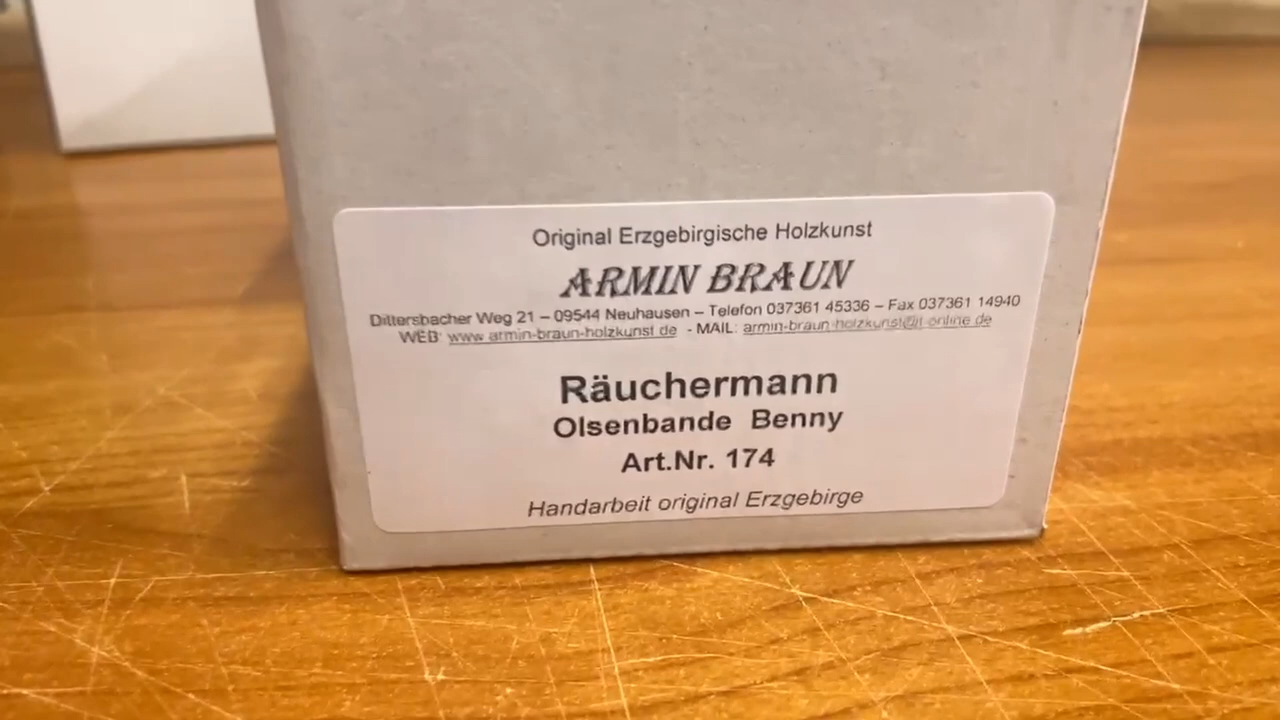 Original Erzgebirgische Holzkunst
ARMIN BRAUN
Dittersbacher Weg 21 – 09544 Neuhausen – Telefon 037361 45336 – Fax 037361 14940
WEB: www.armin-braun-holzkunst.de - MAIL: armin-braun-holzkunst@t-online.de
Räuchermann
Olsenbande Benny
Art.Nr. 174
Handarbeit original Erzgebirge